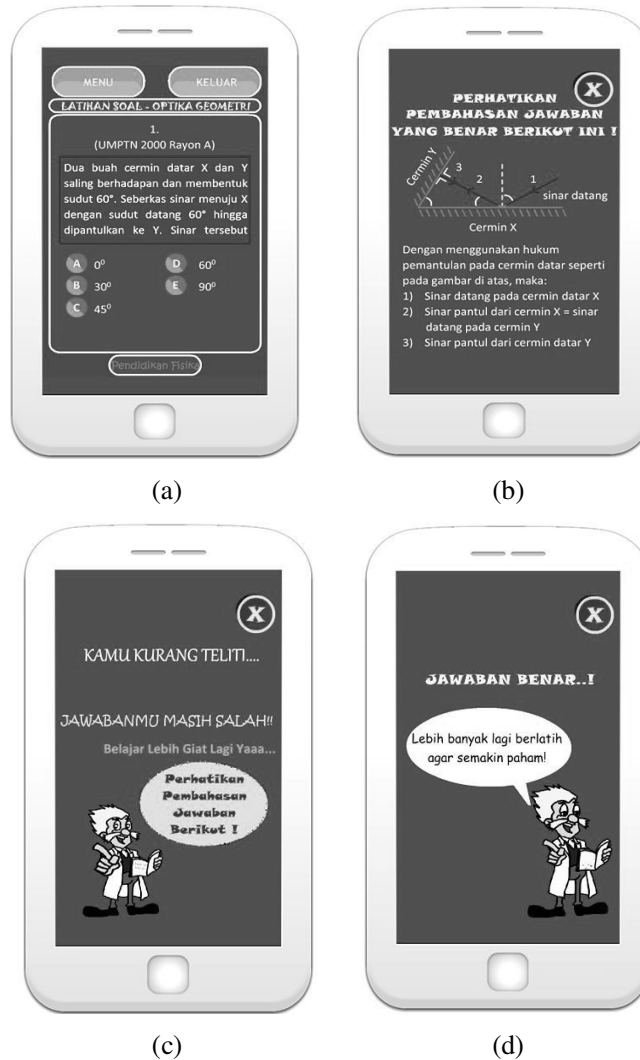 MENU
KELUAR
LATIHAN SOAL - OPTIKA GEOMETRI
1.
(UMPTN 2000 Rayon A)
Dua buah cermin datar X dan Y
saling berhadapan dan membentuk
sudut 60°. Seberkas sinar menuju X
dengan sudut datang 60° hingga
dipantulkan ke Y. Sinar tersebut
A 0⁰
B 30⁰
C 45⁰
D 60⁰
E 90⁰
Pendidikan Fisika
(a)
X
PERHATIKAN
PEMBAHASAN JAWABAN
YANG BENAR BERIKUT INI !
Cermin Y
3
2
1
sinar datang
Cermin X
Dengan menggunakan hukum
pemantulan pada cermin datar seperti
pada gambar di atas, maka:
1) Sinar datang pada cermin datar X
2) Sinar pantul dari cermin X = sinar
datang pada cermin Y
3) Sinar pantul dari cermin datar Y
(b)
X
KAMU KURANG TELITI....
JAWABANMU MASIH SALAH!!
Belajar Lebih Giat Lagi Yaaa...
Perhatikan
Pembahasan
Jawaban
Berikut !
(c)
X
JAWABAN BENAR..!
Lebih banyak lagi berlatih
agar semakin paham!
(d)